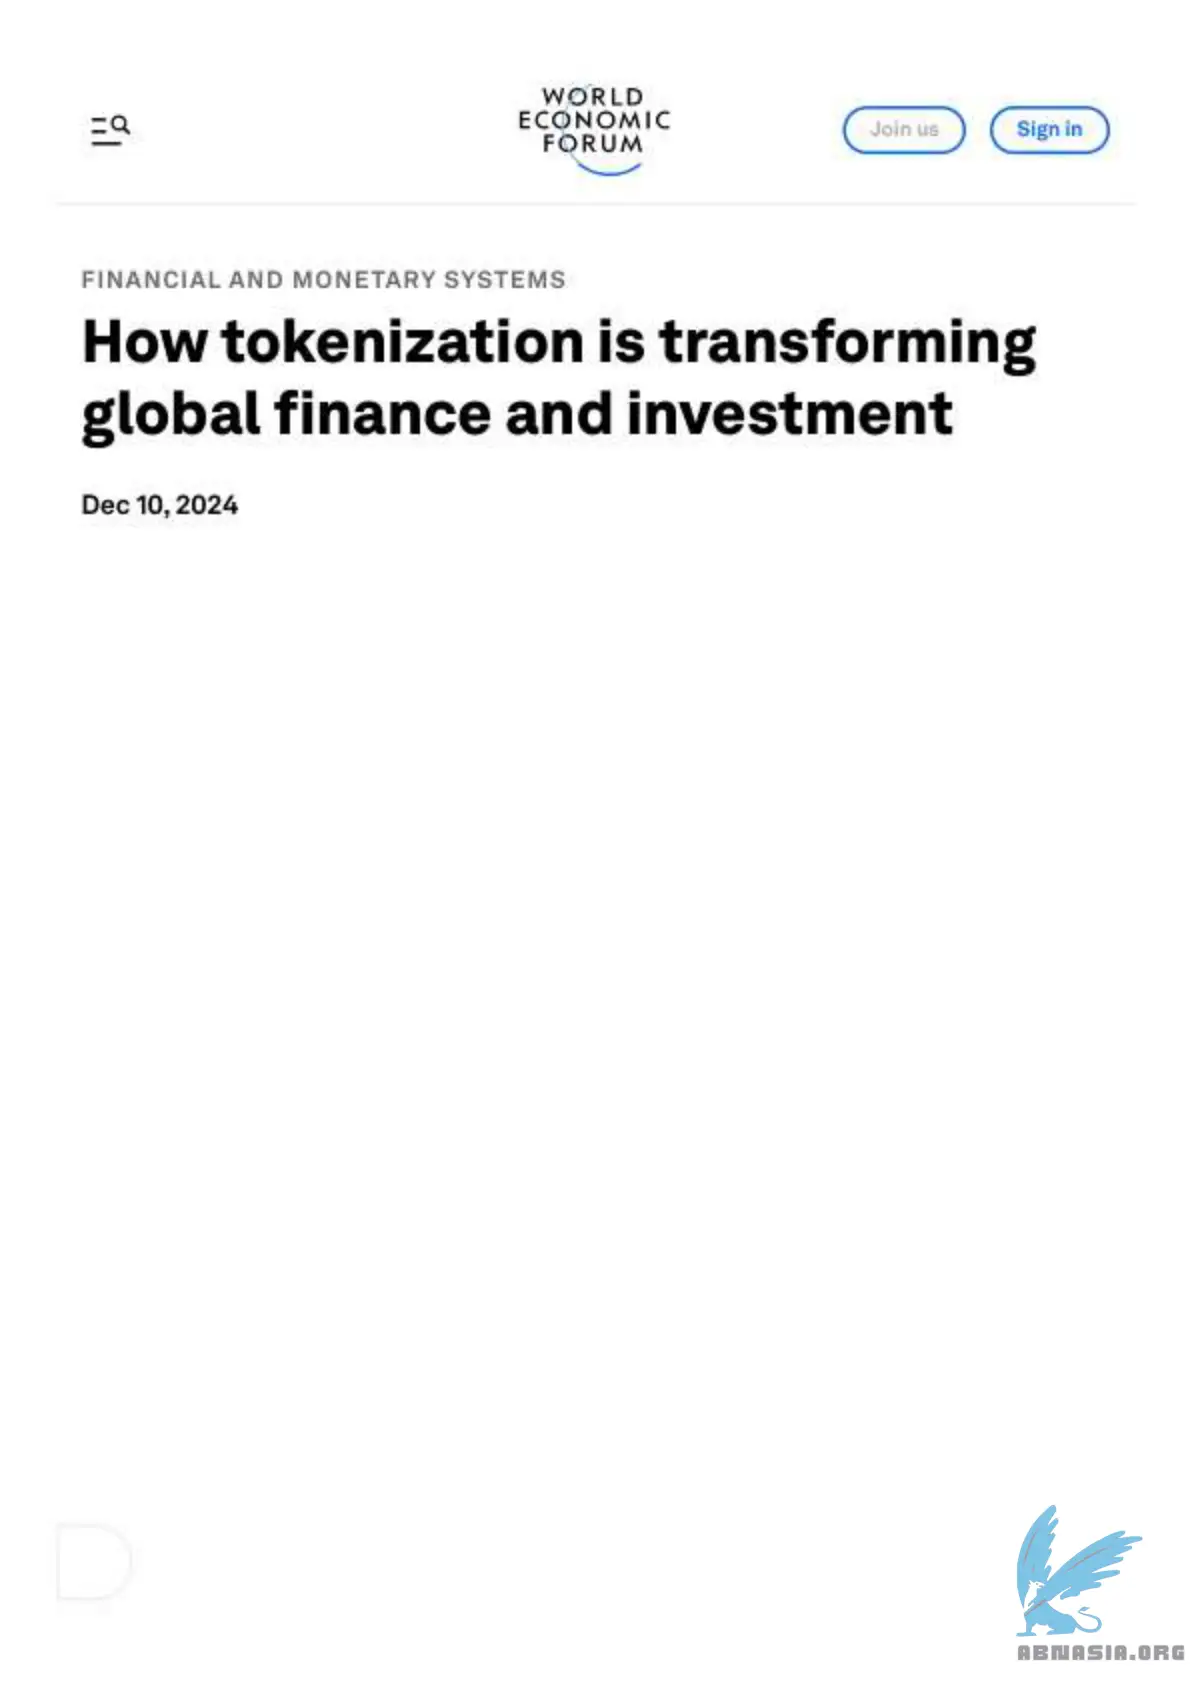 WORLD
ECONOMIC
FORUM
Join us
Sign in
FINANCIAL AND MONETARY SYSTEMS
How tokenization is transforming
global finance and investment
Dec 10, 2024
ABNASIA.ORG